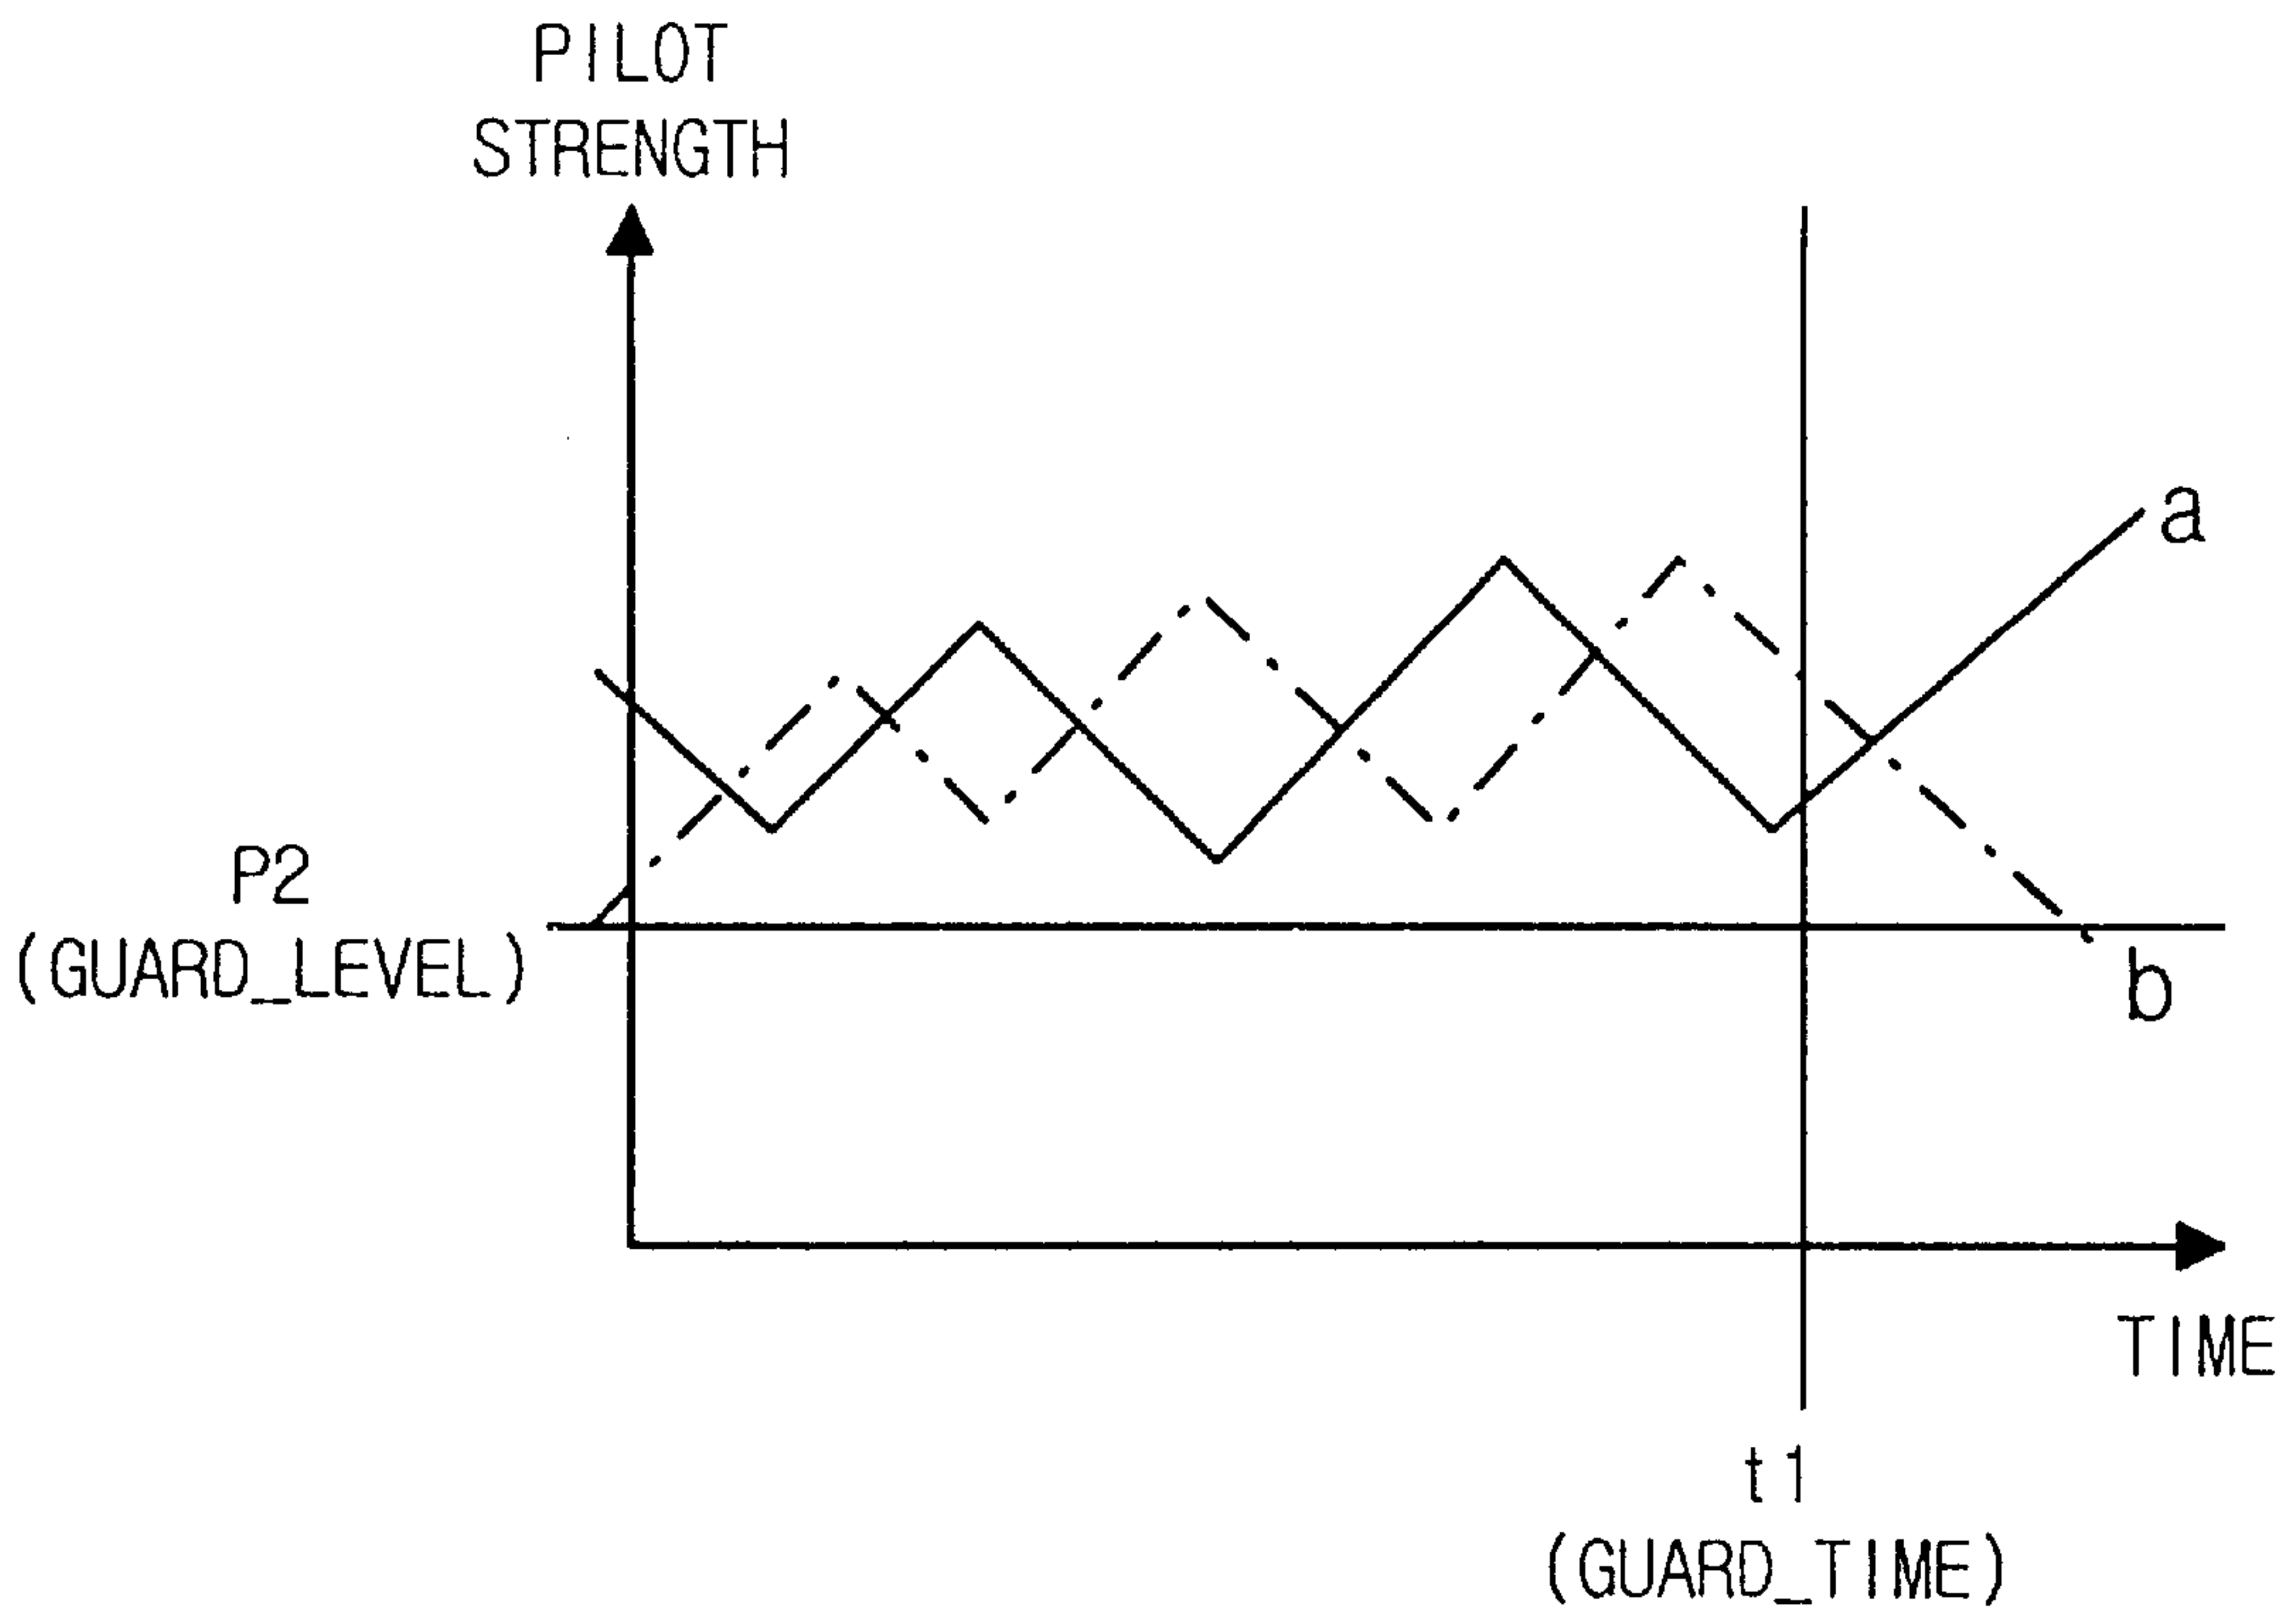 PILOT
STRENGTH
a
P2
(GUARD_LEVEL)
b
TIME
t1
(GUARD_TIME)